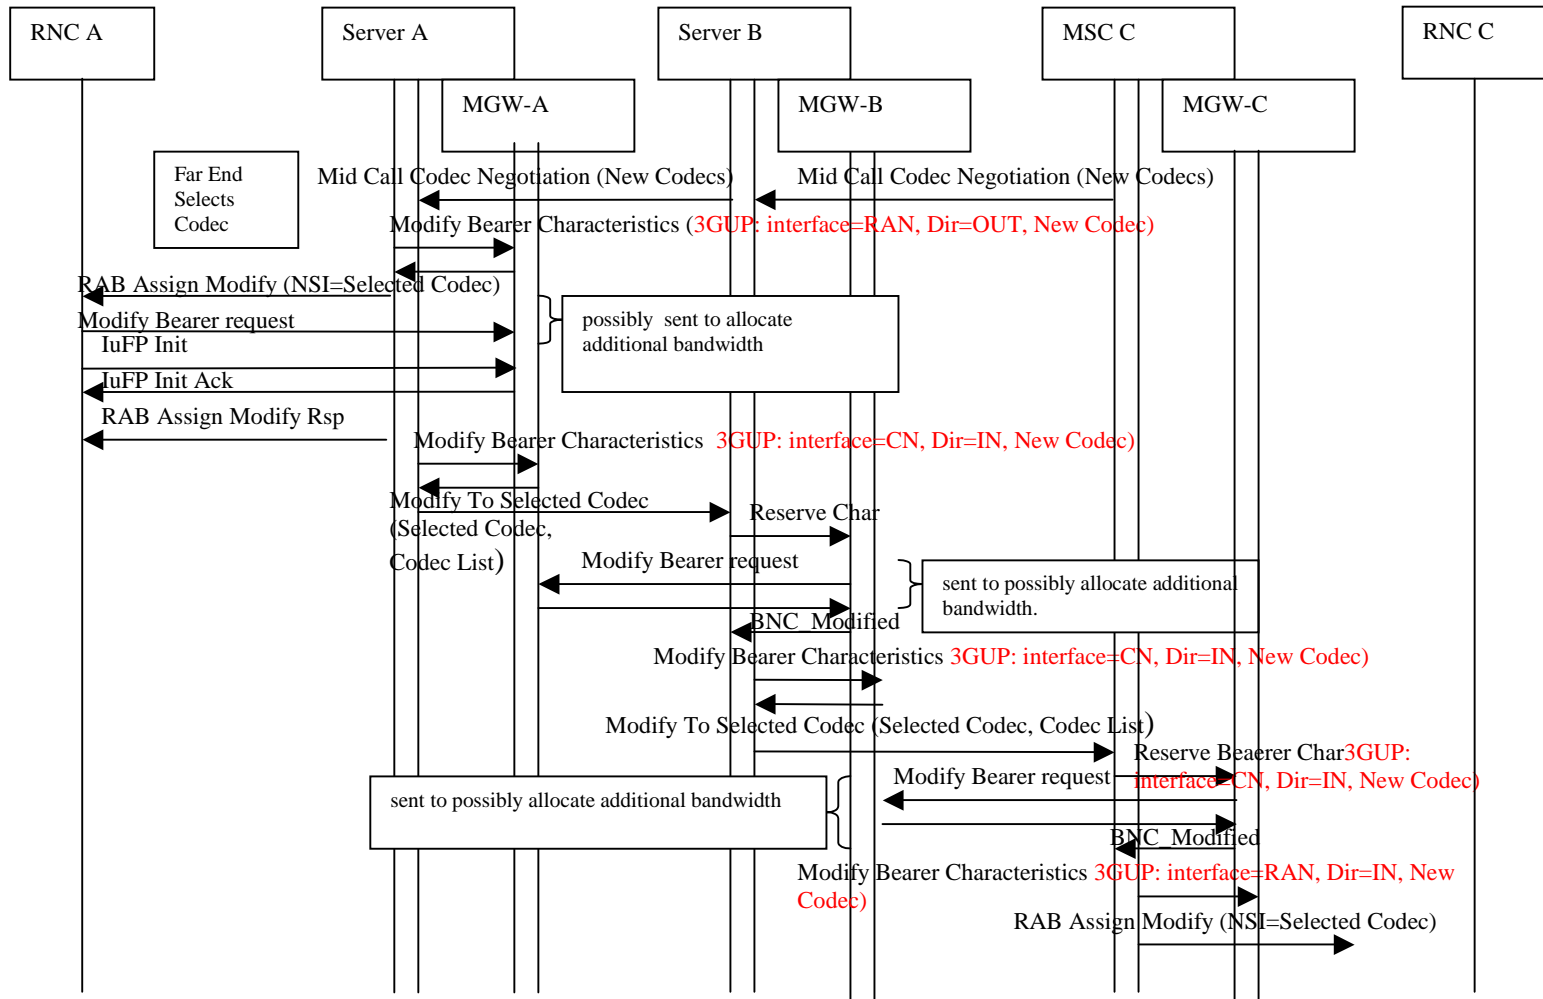 RNC A
Server A
Server B
MSC C
RNC C
MGW-A
MGW-B
MGW-C
Far End
Selects
Codec
Mid Call Codec Negotiation (New Codecs)
Mid Call Codec Negotiation (New Codecs)
Modify Bearer Characteristics (3GUP: interface=RAN, Dir=OUT, New Codec)
RAB Assign Modify (NSI=Selected Codec)
Modify Bearer request
possibly sent to allocate
additional bandwidth
IuFP Init
IuFP Init Ack
RAB Assign Modify Rsp
Modify Bearer Characteristics 3GUP: interface=CN, Dir=IN, New Codec)
Modify To Selected Codec
(Selected Codec,
Codec List)
Reserve Char
Modify Bearer request
sent to possibly allocate additional
bandwidth.
BNC_Modified
Modify Bearer Characteristics 3GUP: interface=CN, Dir=IN, New Codec)
Modify To Selected Codec (Selected Codec, Codec List)
Reserve Beaerer Char3GUP:
interface=CN, Dir=IN, New Codec)
Modify Bearer request
sent to possibly allocate additional bandwidth
BNC_Modified
Modify Bearer Characteristics 3GUP: interface=RAN, Dir=IN, New
Codec)
RAB Assign Modify (NSI=Selected Codec)